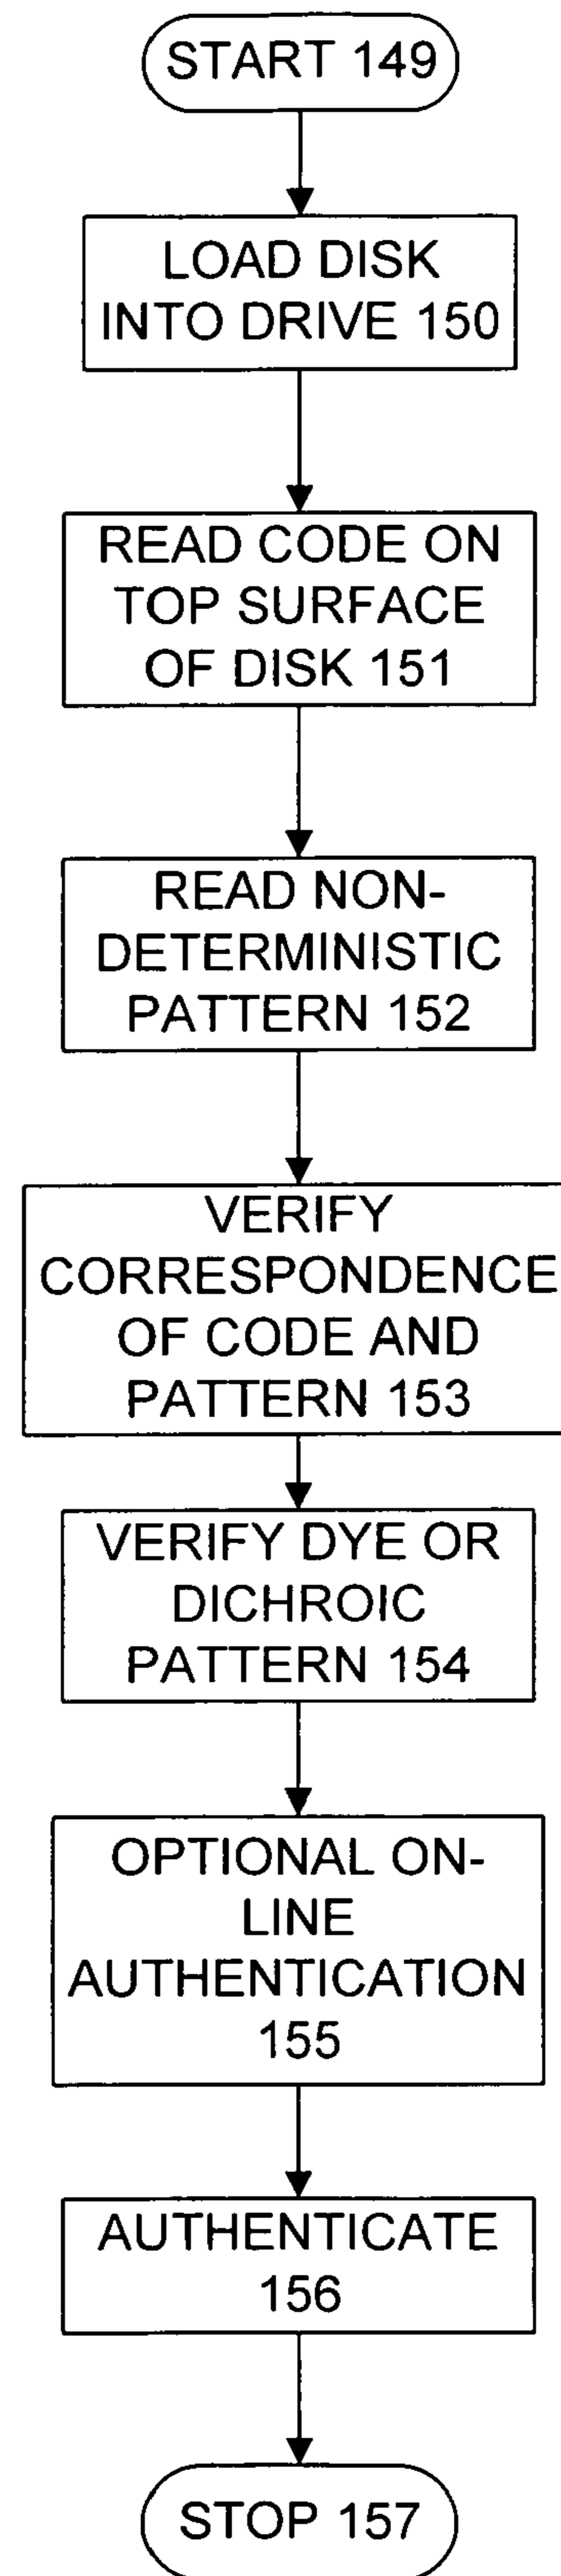 START 149
LOAD DISK
INTO DRIVE 150
READ CODE ON
TOP SURFACE
OF DISK 151
READ NON-
DETERMINISTIC
PATTERN 152
VERIFY
CORRESPONDENCE
OF CODE AND
PATTERN 153
VERIFY DYE OR
DICHROIC
PATTERN 154
OPTIONAL ON-
LINE
AUTHENTICATION
155
AUTHENTICATE
156
STOP 157